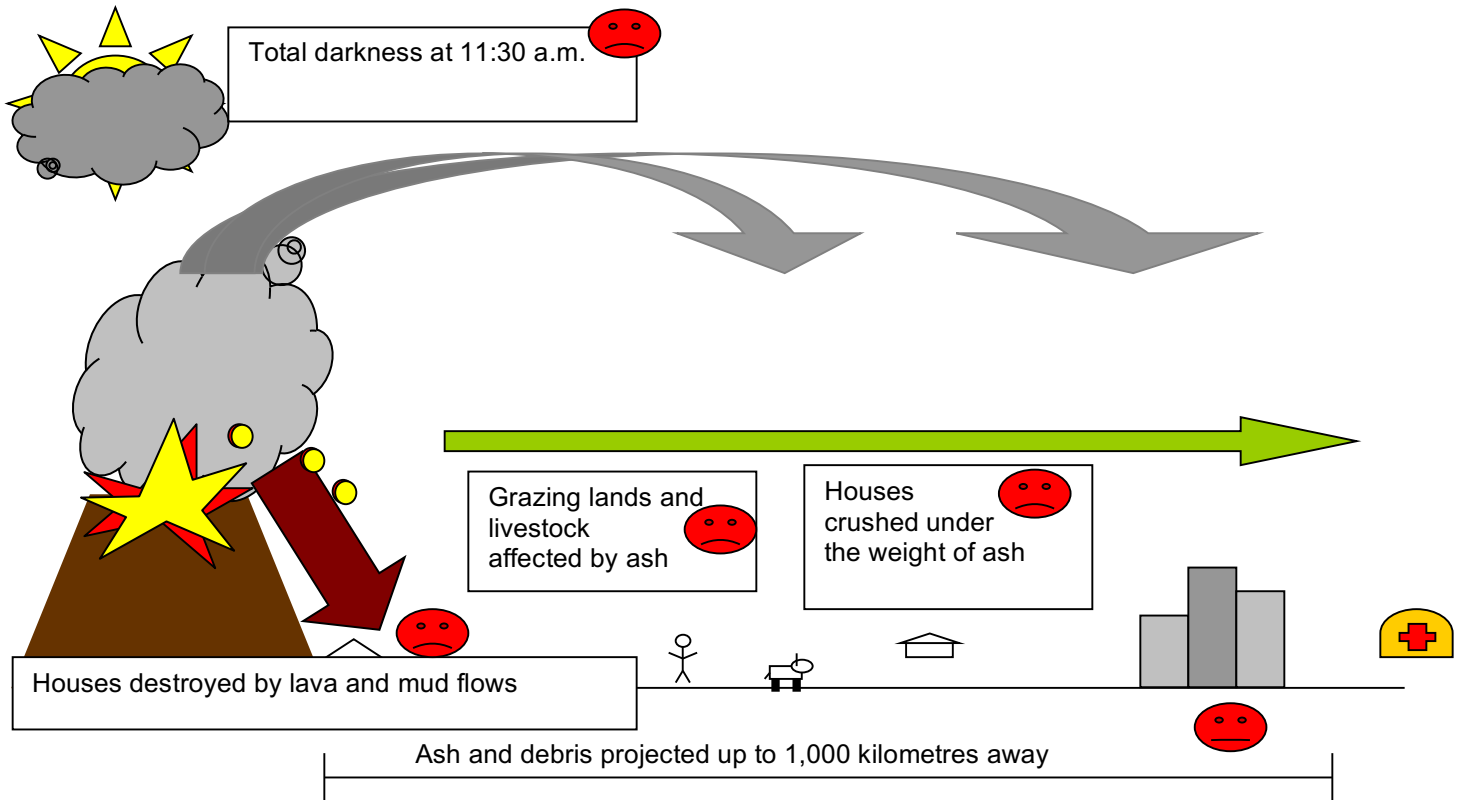 Total darkness at 11:30 a.m.
Grazing lands and
livestock
affected by ash
Houses
crushed under
the weight of ash
Houses destroyed by lava and mud flows
Ash and debris projected up to 1,000 kilometres away